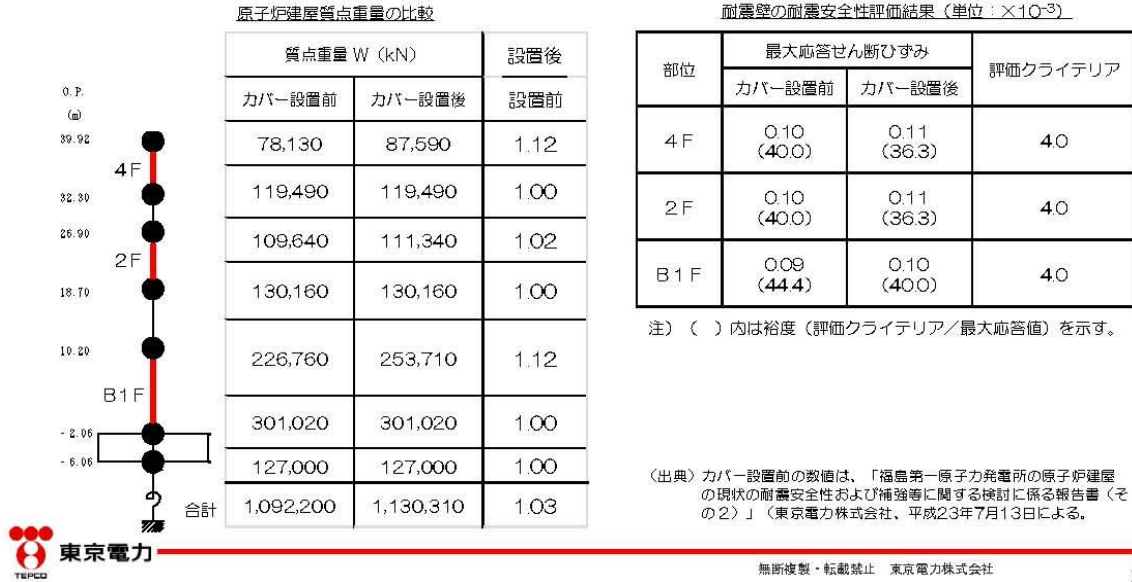 原子炉建屋質点重量の比較
質点重量 W (kN) 設置後
カバー設置前 カバー設置後 設置前
O.P.
(m)
39.92 78,130 87,590 1.12
4F
32.30 119,490 119,490 1.00
26.90 109,640 111,340 1.02
2F
18.70 130,160 130,160 1.00
10.20 226,760 253,710 1.12
B1F
-2.06 301,020 301,020 1.00
-6.06 127,000 127,000 1.00
合計 1,092,200 1,130,310 1.03
耐震壁の耐震安全性評価結果（単位：×10-3）
部位 最大応答せん断ひずみ 評価クライテリア
カバー設置前 カバー設置後
4F 0.10 0.11 4.0
(40.0) (36.3)
2F 0.10 0.11 4.0
(40.0) (36.3)
B1F 0.09 0.10 4.0
(44.4) (40.0)
注）（ ）内は裕度（評価クライテリア／最大応答値）を示す。
（出典）カバー設置前の数値は、「福島第一原子力発電所の原子炉建屋
の現状の耐震安全性および補強等に関する検討に係る報告書（そ
の2）」（東京電力株式会社、平成23年7月13日による。
東京電力
TEPCO
無断複製・転載禁止 東京電力株式会社